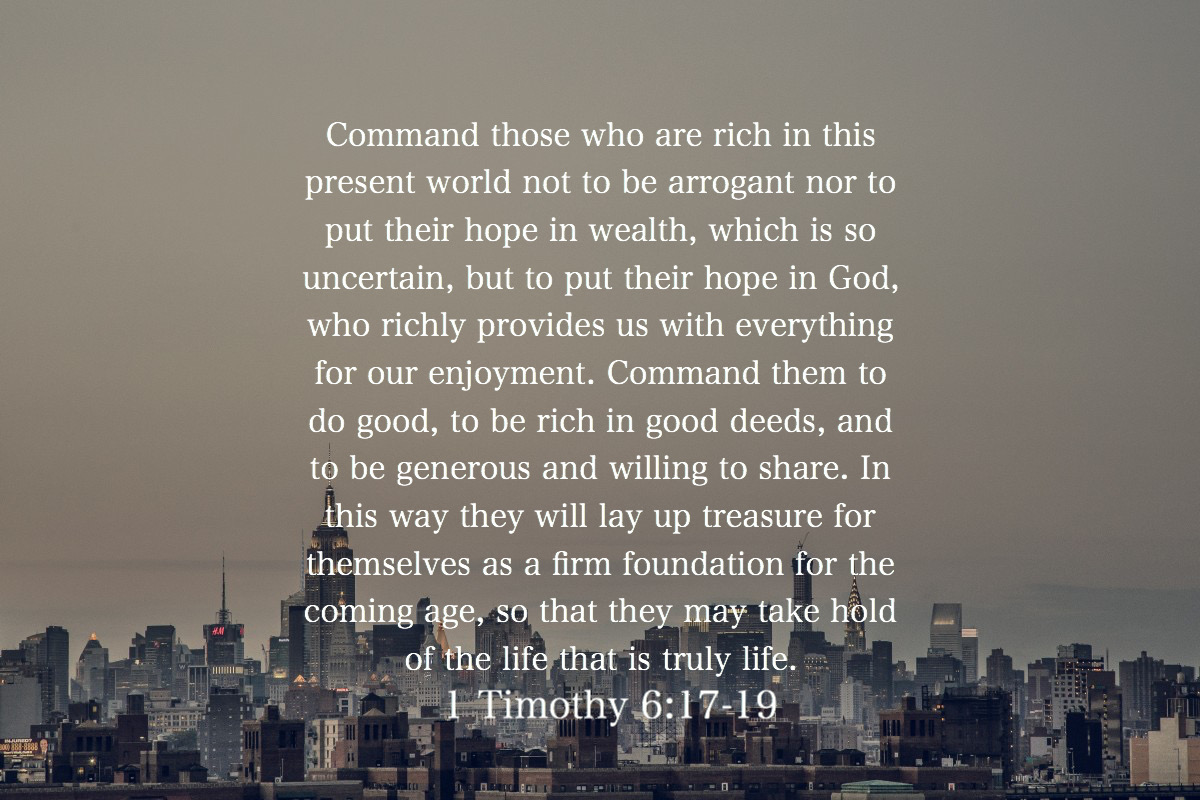 Command those who are rich in this
present world not to be arrogant nor to
put their hope in wealth, which is so
uncertain, but to put their hope in God,
who richly provides us with everything
for our enjoyment. Command them to
do good, to be rich in good deeds, and
to be generous and willing to share. In
this way they will lay up treasure for
themselves as a firm foundation for the
coming age, so that they may take hold
of the life that is truly life.
1 Timothy 6:17-19
H&M